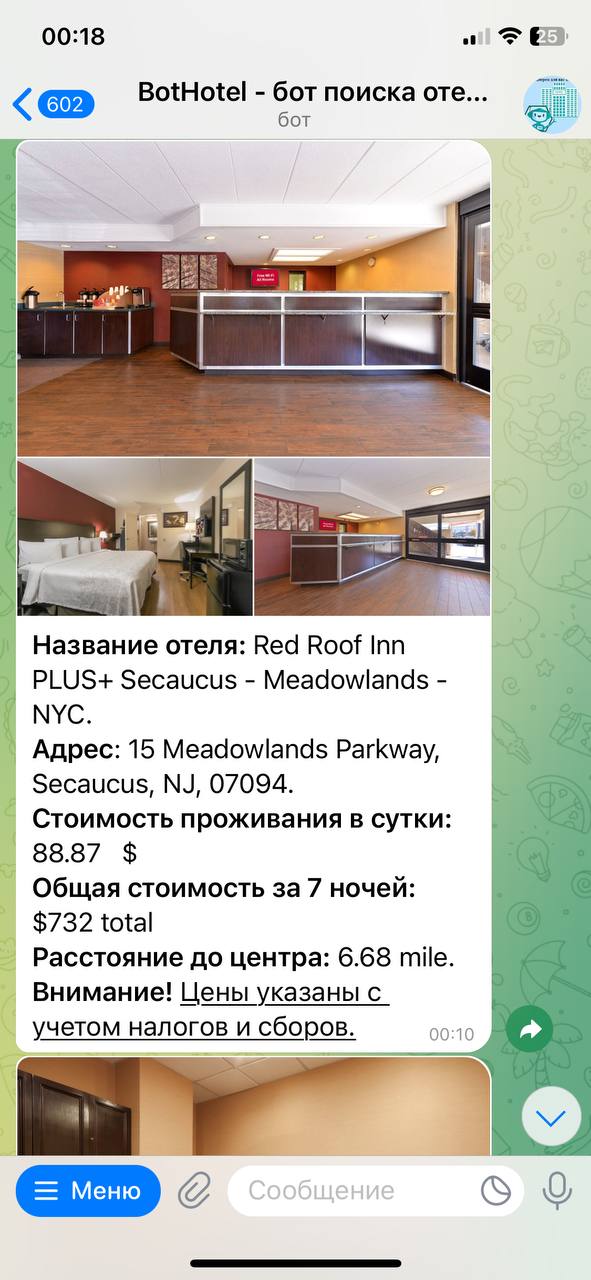 00:18
25
602
BotHotel - бот поиска оте...
бот
Free Wi-Fi
All Rooms
Название отеля: Red Roof Inn
PLUS+ Secaucus - Meadowlands -
NYC.
Адрес: 15 Meadowlands Parkway,
Secaucus, NJ, 07094.
Стоимость проживания в сутки:
88.87 $
Общая стоимость за 7 ночей:
$732 total
Расстояние до центра: 6.68 mile.
Внимание! Цены указаны с
учетом налогов и сборов.
00:10
Меню
Сообщение